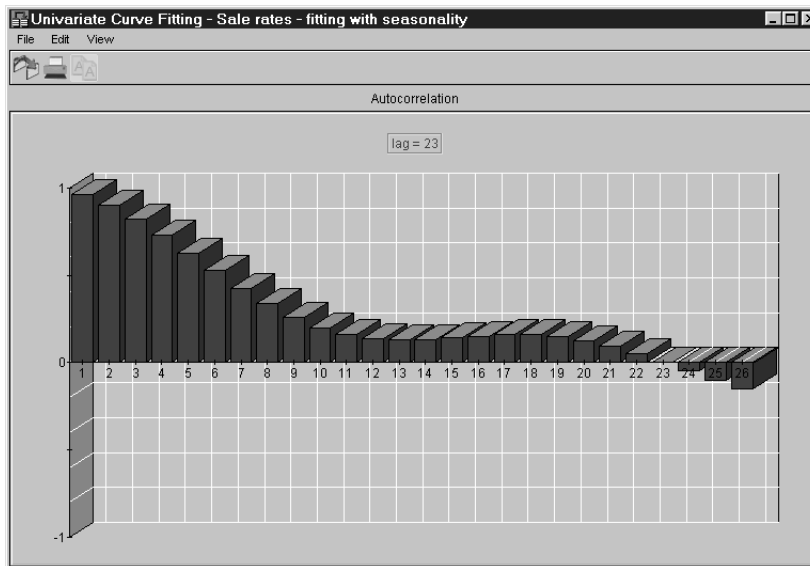 Univariate Curve Fitting - Sale rates - fitting with seasonality
File Edit View
Autocorrelation
lag = 23
1
0
1 2 3 4 5 6 7 8 9 10 11 12 13 14 15 16 17 18 19 20 21 22 23 24 25 26
-1